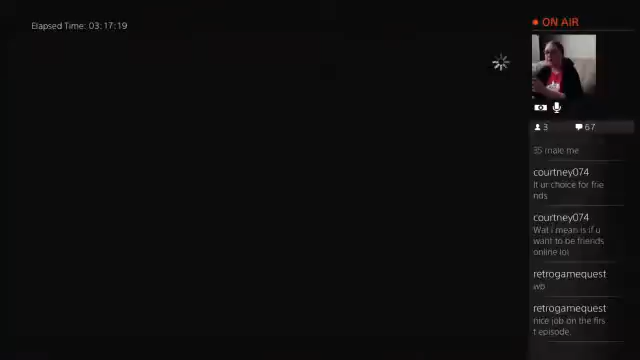 Elapsed Time: 03:17:19
ON AIR
3
67
35 male me
courtney074
It ur choice for frie
nds
courtney074
Wat i mean is if u
want to be friends
online lol
retrogamequest
wb
retrogamequest
nice job on the firs
t episode.